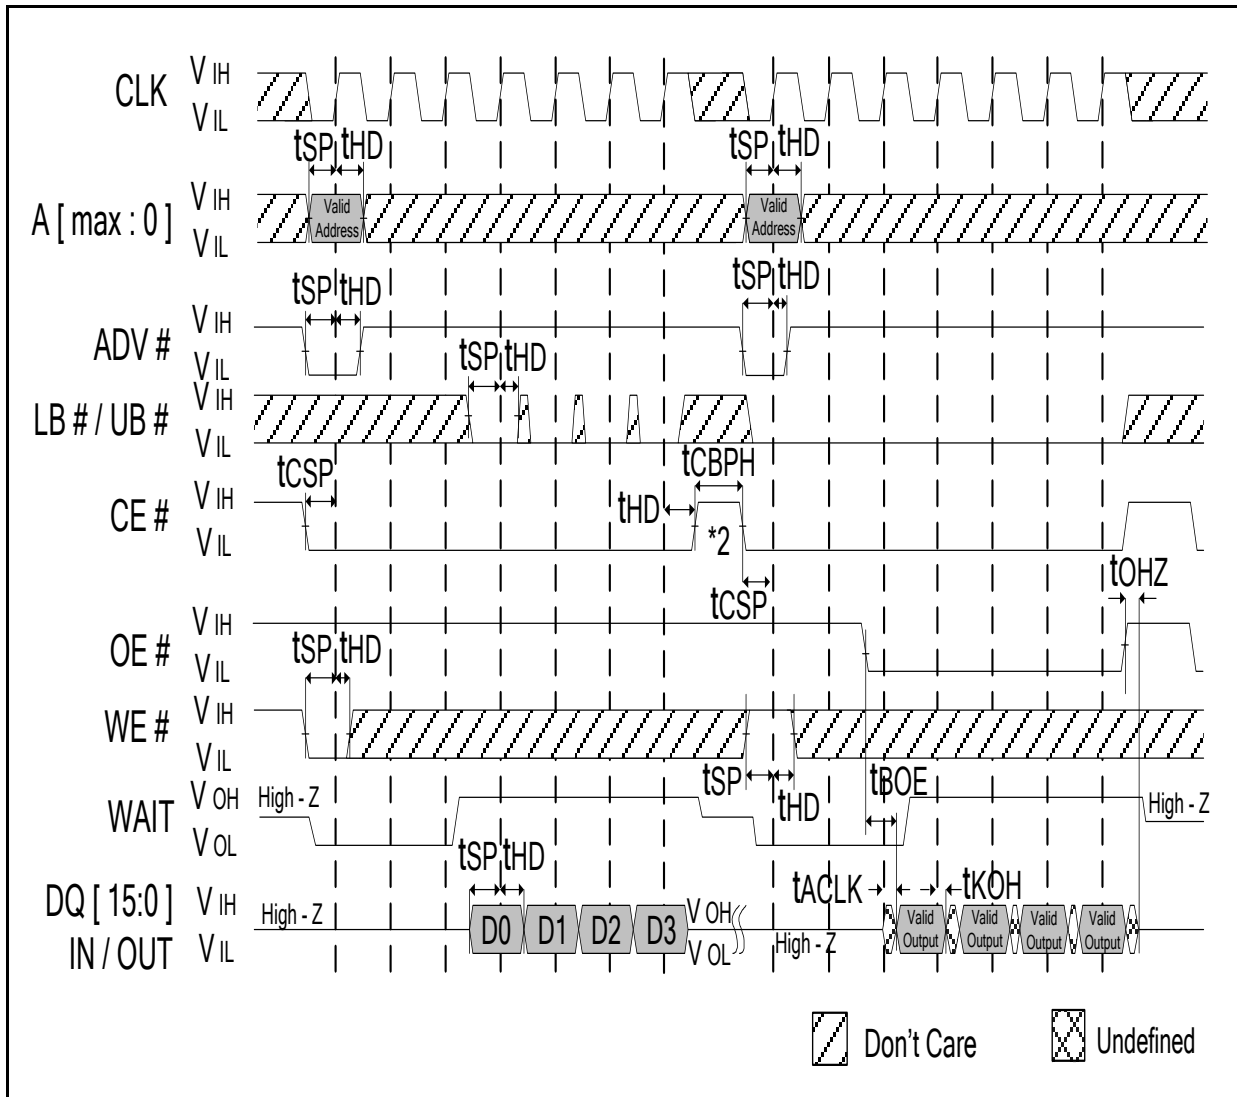 CLK V IH
V IL
tSP tHD tSP tHD
A [ max : 0 ] V IH
V IL
Valid Address
Valid Address
tSP tHD tSP tHD
ADV # V IH
V IL
tSP tHD
LB # / UB # V IH
V IL
tCSP tCBPH
CE # V IH
V IL
tHD *2
tCSP tOHZ
OE # V IH
V IL
tSP tHD
WE # V IH
V IL
tSP tHD tBOE
WAIT V OH High - Z High - Z
V OL
tSP tHD tACLK tKOH
DQ [ 15:0 ] V IH High - Z D0 D1 D2 D3 V OH
IN / OUT V IL V OL High - Z
Valid Output
Valid Output
Valid Output
Valid Output
Don't Care Undefined